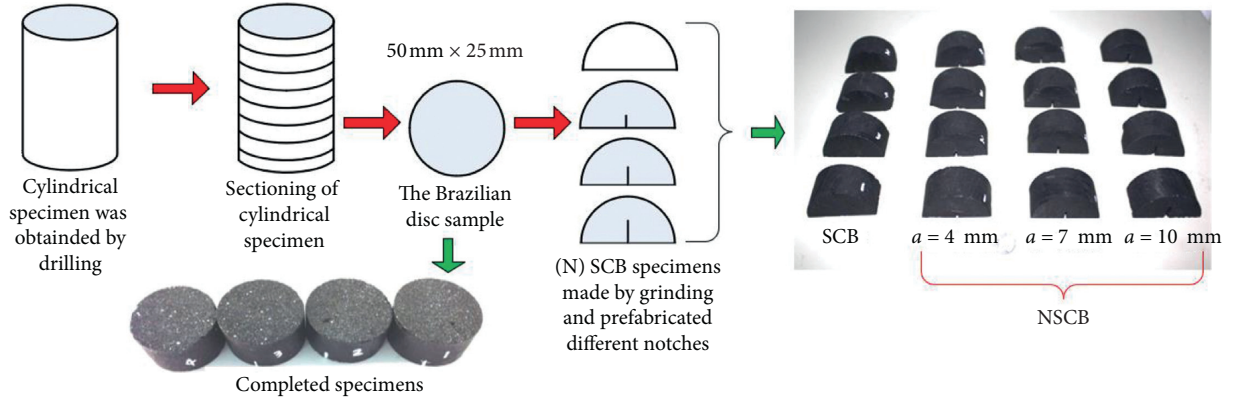 Cylindrical
specimen was
obtainded by
drilling
Sectioning of
cylindrical
specimen
50 mm × 25 mm
The Brazilian
disc sample
Completed specimens
(N) SCB specimens
made by grinding
and prefabricated
different notches
SCB
a = 4 mm
a = 7 mm
a = 10 mm
NSCB